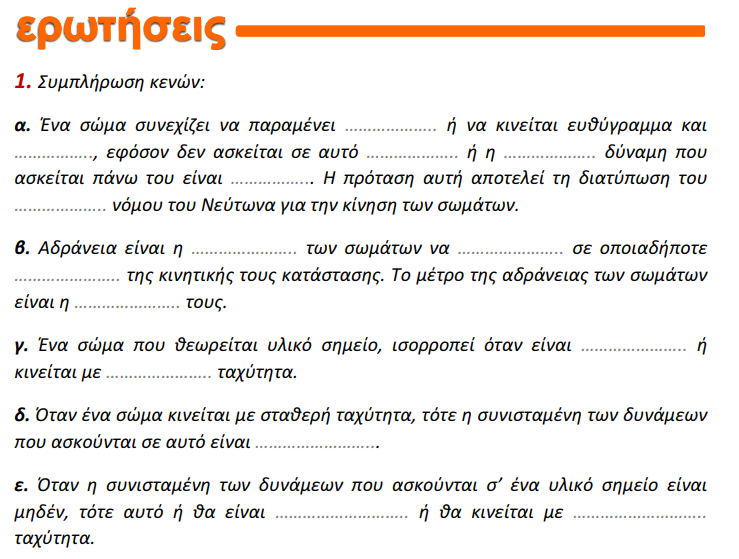 ερωτήσεις
1. Συμπλήρωση κενών:
α. Ένα σώμα συνεχίζει να παραμένει ……………….. ή να κινείται ευθύγραμμα και
…………….., εφόσον δεν ασκείται σε αυτό ……………….. ή η ……………….. δύναμη που
ασκείται πάνω του είναι …………….. Η πρόταση αυτή αποτελεί τη διατύπωση του
……………….. νόμου του Νεύτωνα για την κίνηση των σωμάτων.
β. Αδράνεια είναι η ………………….. των σωμάτων να ………………….. σε οποιαδήποτε
………………….. της κινητικής τους κατάστασης. Το μέτρο της αδράνειας των σωμάτων
είναι η ………………….. τους.
γ. Ένα σώμα που θεωρείται υλικό σημείο, ισορροπεί όταν είναι ………………….. ή
κινείται με ………………….. ταχύτητα.
δ. Όταν ένα σώμα κινείται με σταθερή ταχύτητα, τότε η συνισταμένη των δυνάμεων
που ασκούνται σε αυτό είναι ……………………...
ε. Όταν η συνισταμένη των δυνάμεων που ασκούνται σ’ ένα υλικό σημείο είναι
μηδέν, τότε αυτό ή θα είναι ……………………….. ή θα κινείται με ………………………..
ταχύτητα.